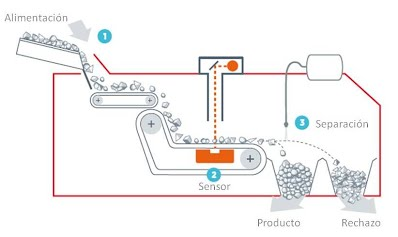 Alimentación
1
3 Separación
2
Sensor
Producto
Rechazo